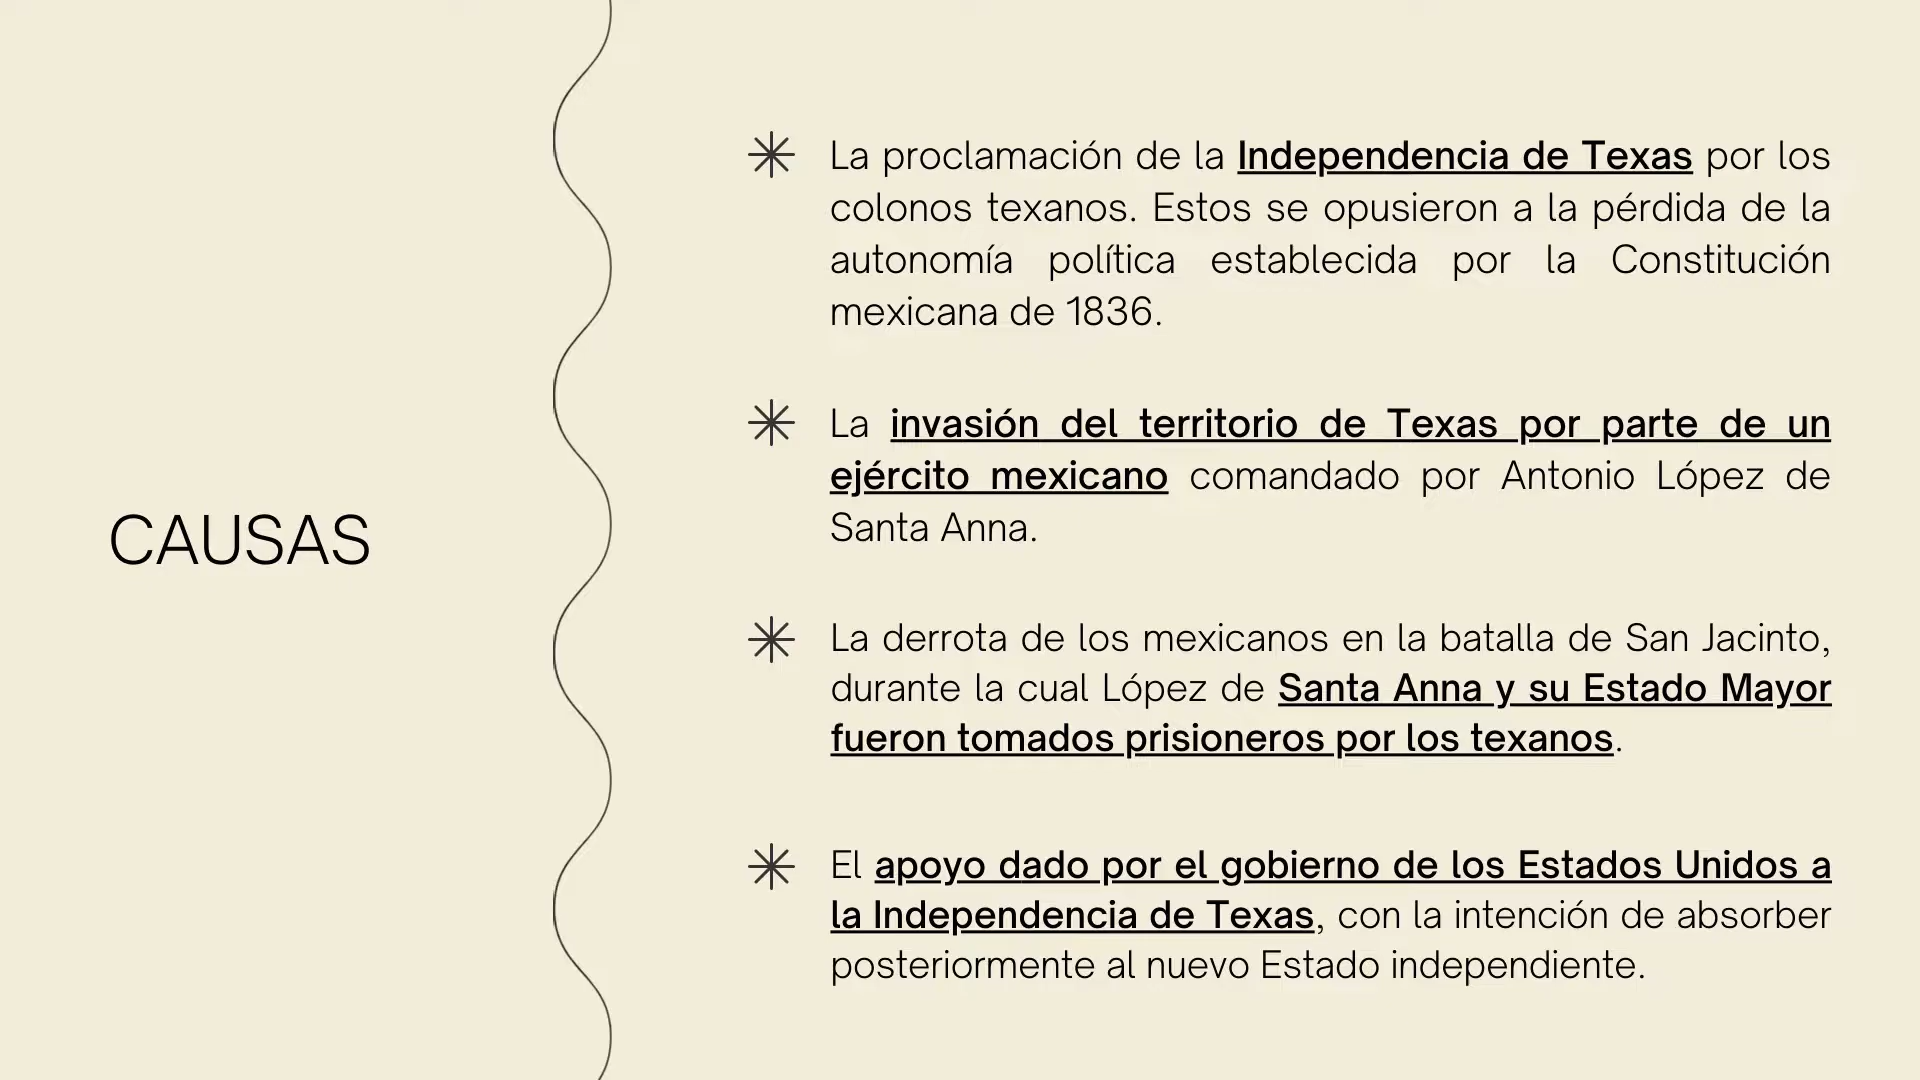 CAUSAS
La proclamación de la Independencia de Texas por los
colonos texanos. Estos se opusieron a la pérdida de la
autonomía política establecida por la Constitución
mexicana de 1836.
La invasión del territorio de Texas por parte de un
ejército mexicano comandado por Antonio López de
Santa Anna.
La derrota de los mexicanos en la batalla de San Jacinto,
durante la cual López de Santa Anna y su Estado Mayor
fueron tomados prisioneros por los texanos.
El apoyo dado por el gobierno de los Estados Unidos a
la Independencia de Texas, con la intención de absorber
posteriormente al nuevo Estado independiente.